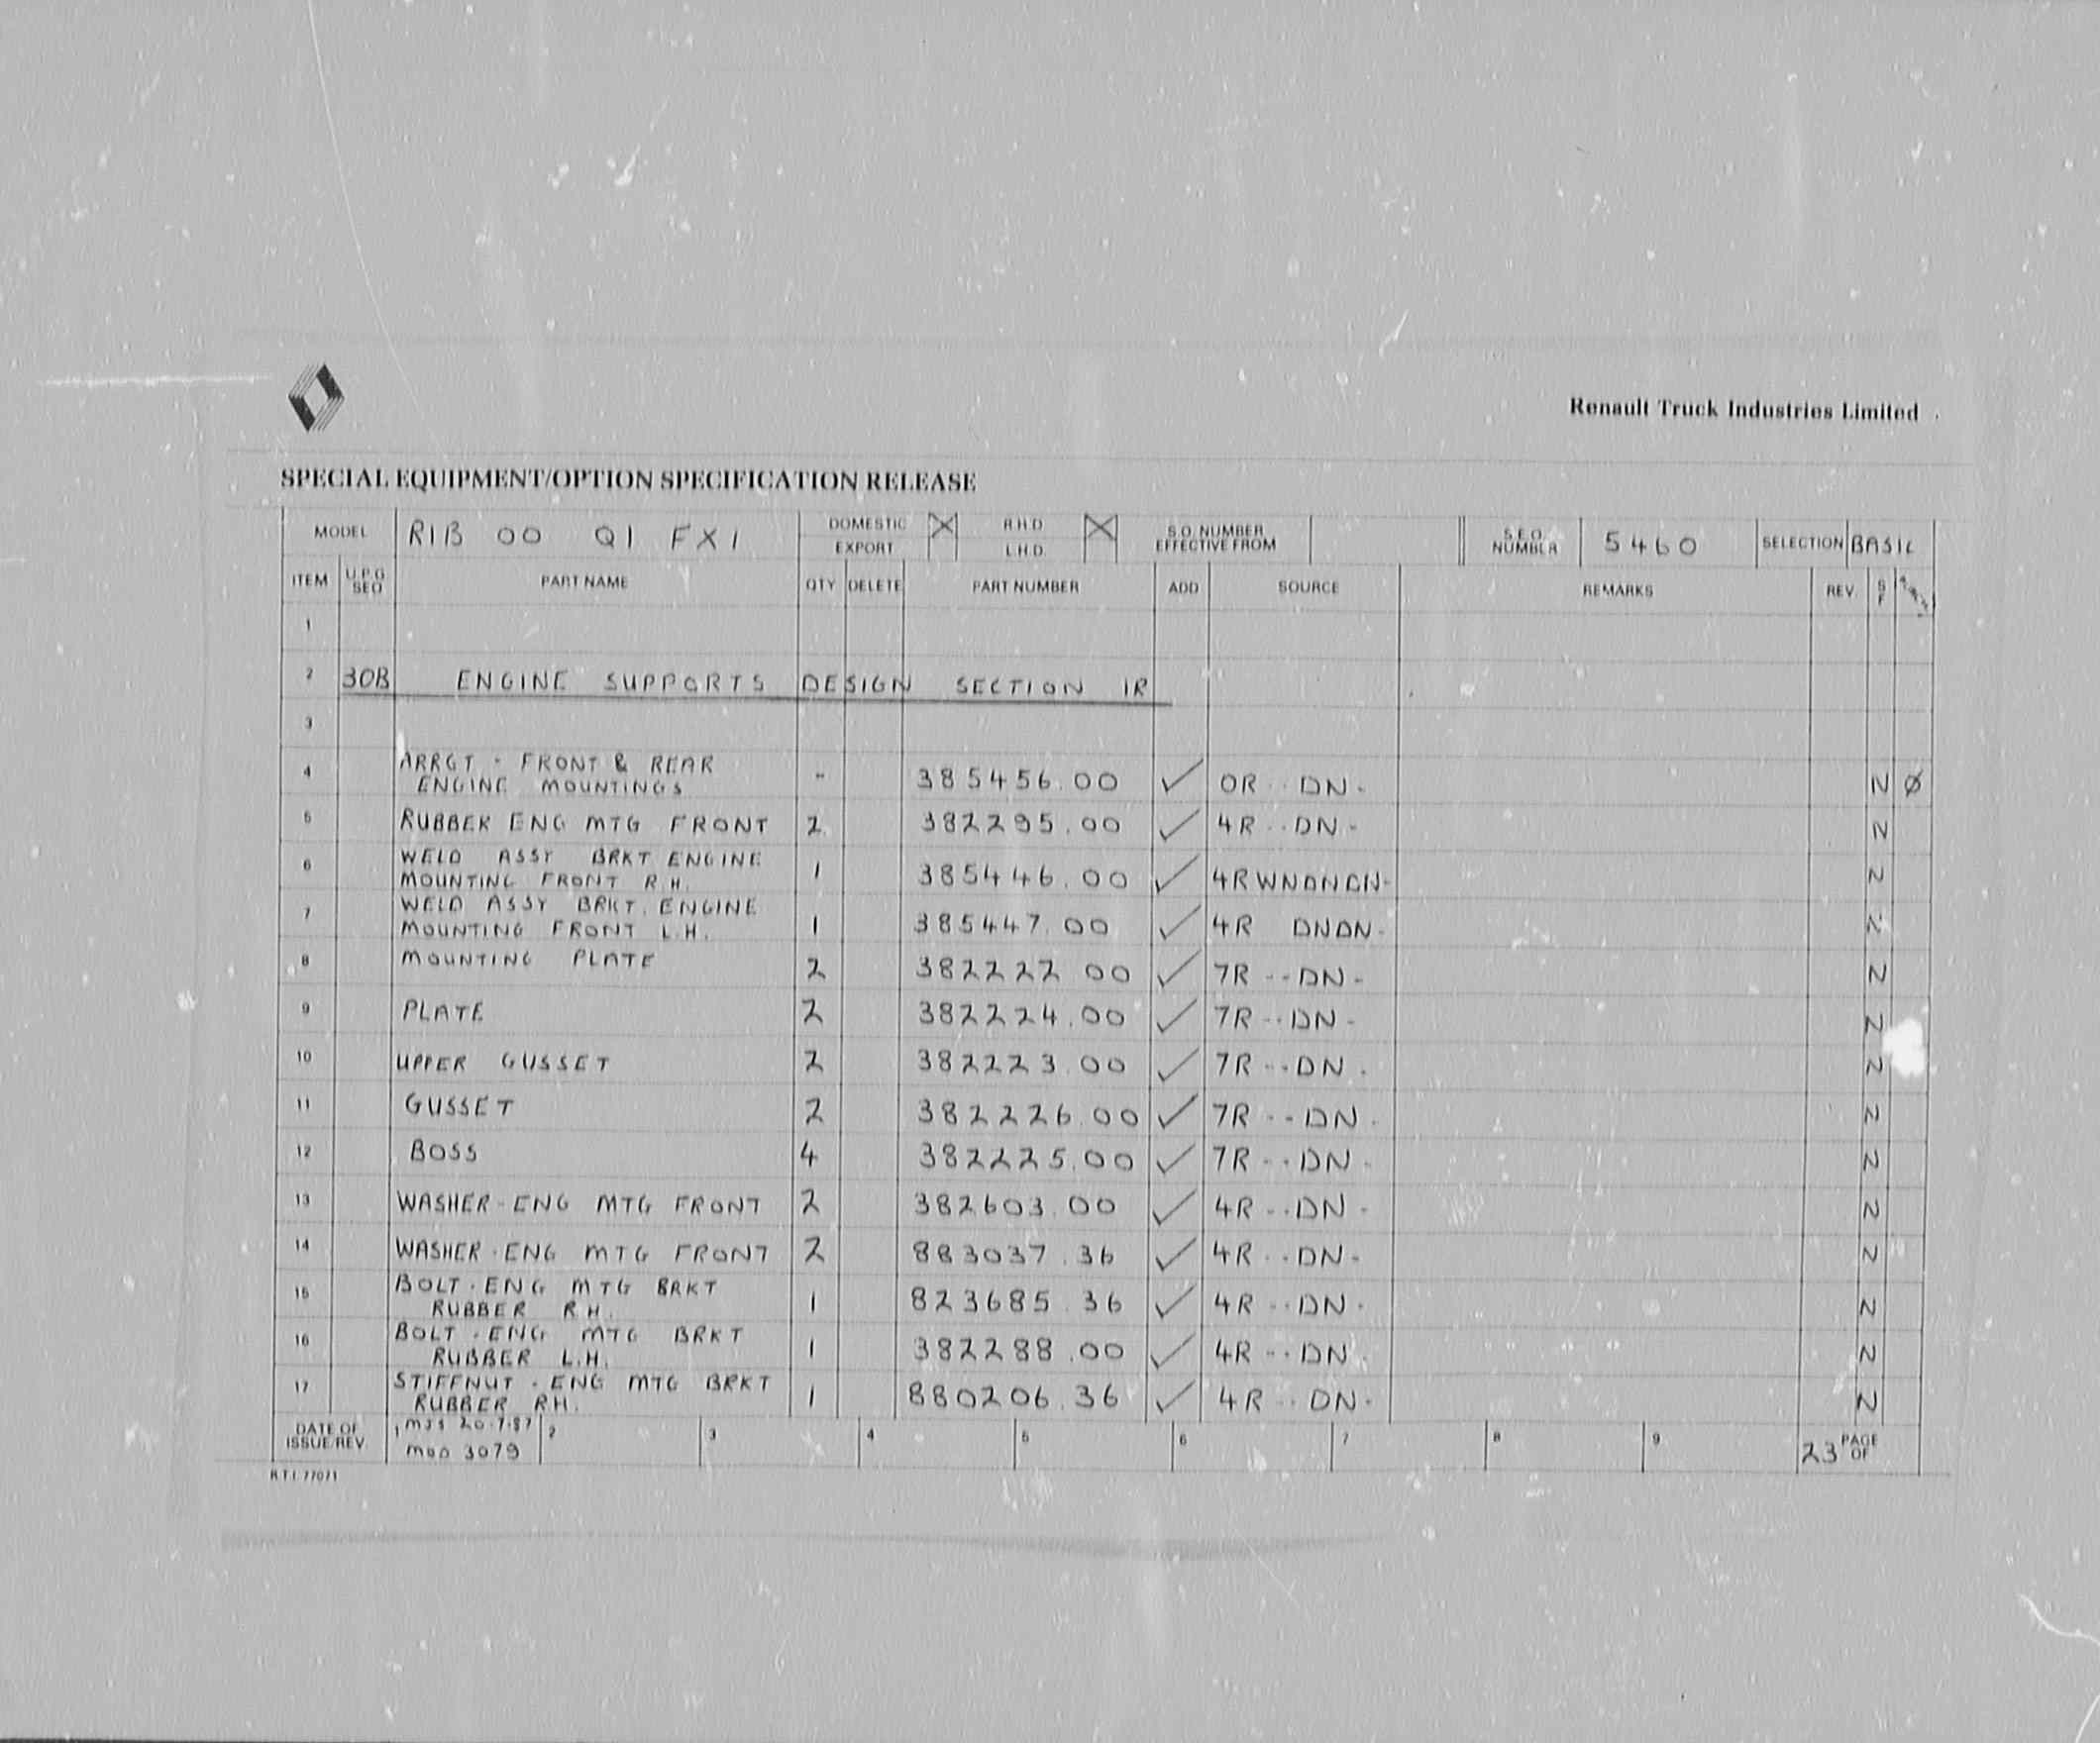 Renault Truck Industries Limited
SPECIAL EQUIPMENT/OPTION SPECIFICATION RELEASE
MODEL R1B 00 Q1 FX1 DOMESTIC EXPORT R.H.D. L.H.D. S.O. NUMBER EFFECTIVE FROM S.E.O. NUMBER 5460 SELECTION BASIC
ITEM U.P.G SEQ PART NAME QTY DELETE PART NUMBER ADD SOURCE REMARKS REV. S F
1
2 30B ENGINE SUPPORTS DESIGN SECTION 1R
3
4 ARRGT - FRONT & REAR
ENGINE MOUNTINGS - 385456.00 ✓ 0R -- DN- N Ø
5 RUBBER ENG MTG FRONT 2 382295.00 ✓ 4R -- DN- N
6 WELD ASSY BRKT ENGINE
MOUNTING FRONT R.H. 1 385446.00 ✓ 4RWNDNDN- N
7 WELD ASSY BRKT. ENGINE
MOUNTING FRONT L.H. 1 385447.00 ✓ 4R DNDN- N
8 MOUNTING PLATE 2 382222 00 ✓ 7R --DN- N
9 PLATE 2 382224.00 ✓ 7R --DN- N
10 UPPER GUSSET 2 382223.00 ✓ 7R --DN- N
11 GUSSET 2 382226.00 ✓ 7R --DN- N
12 BOSS 4 382225.00 ✓ 7R --DN- N
13 WASHER-ENG MTG FRONT 2 382603.00 ✓ 4R --DN- N
14 WASHER-ENG MTG FRONT 2 883037.36 ✓ 4R --DN- N
15 BOLT-ENG MTG BRKT
RUBBER R.H. 1 823685.36 ✓ 4R --DN- N
16 BOLT-ENG MTG BRKT
RUBBER L.H. 1 382288.00 ✓ 4R --DN- N
17 STIFFNUT-ENG MTG BRKT
RUBBER R.H. 1 880206.36 ✓ 4R --DN- N
DATE OF ISSUE/REV. 1 MJS 20.7.87 2 3 4 5 6 7 8 9 23 PAGE OF
MOD 3079
R.T.I. 77071